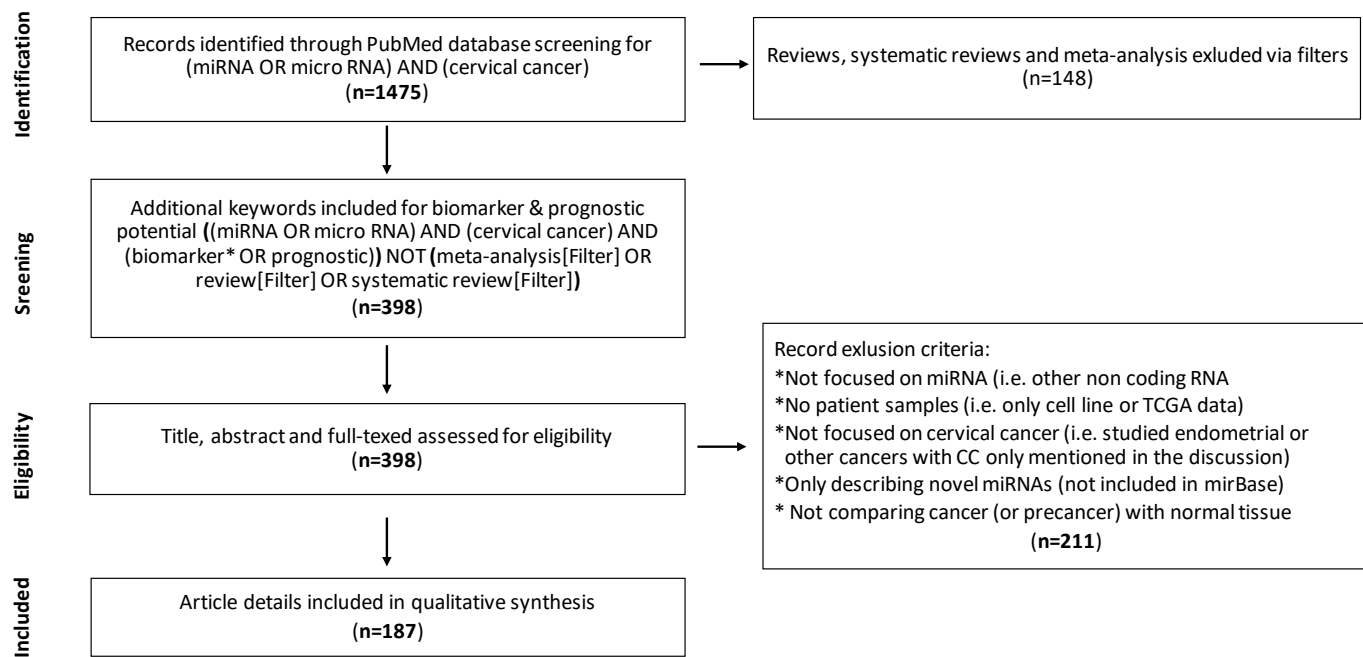 Identification
Records identified through PubMed database screening for
(miRNA OR micro RNA) AND (cervical cancer)
(n=1475)
Reviews, systematic reviews and meta-analysis exluded via filters
(n=148)
Sreening
Additional keywords included for biomarker & prognostic
potential ((miRNA OR micro RNA) AND (cervical cancer) AND
(biomarker* OR prognostic)) NOT (meta-analysis[Filter] OR
review[Filter] OR systematic review[Filter])
(n=398)
Eligibility
Title, abstract and full-texed assessed for eligibility
(n=398)
Record exlusion criteria:
*Not focused on miRNA (i.e. other non coding RNA
*No patient samples (i.e. only cell line or TCGA data)
*Not focused on cervical cancer (i.e. studied endometrial or
other cancers with CC only mentioned in the discussion)
*Only describing novel miRNAs (not included in mirBase)
* Not comparing cancer (or precancer) with normal tissue
(n=211)
Included
Article details included in qualitative synthesis
(n=187)